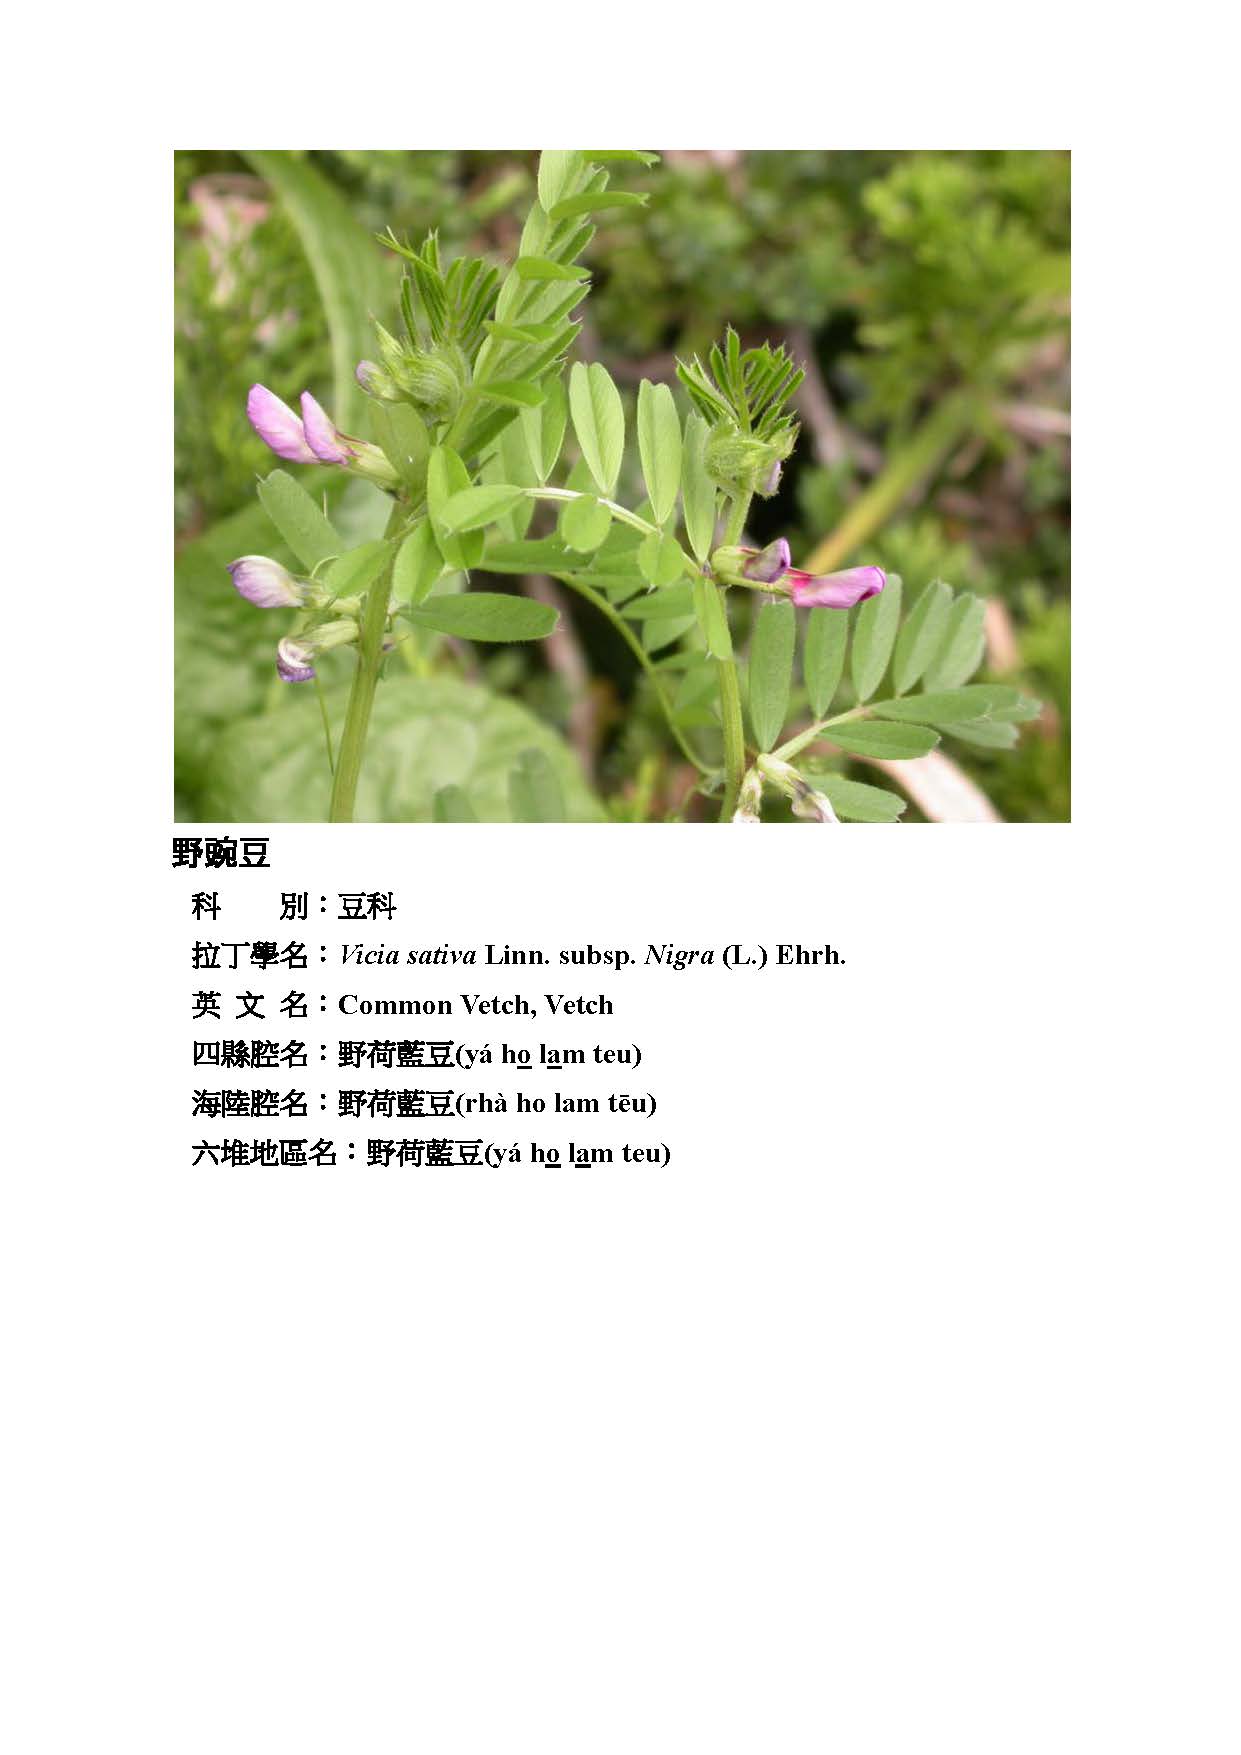 野豌豆
科　　別：豆科
拉丁學名：Vicia sativa Linn. subsp. Nigra (L.) Ehrh.
英 文 名：Common Vetch, Vetch
四縣腔名：野荷藍豆(yá ho̲ la̲m teu)
海陸腔名：野荷藍豆(rhà ho lam tēu)
六堆地區名：野荷藍豆(yá ho̲ la̲m teu)